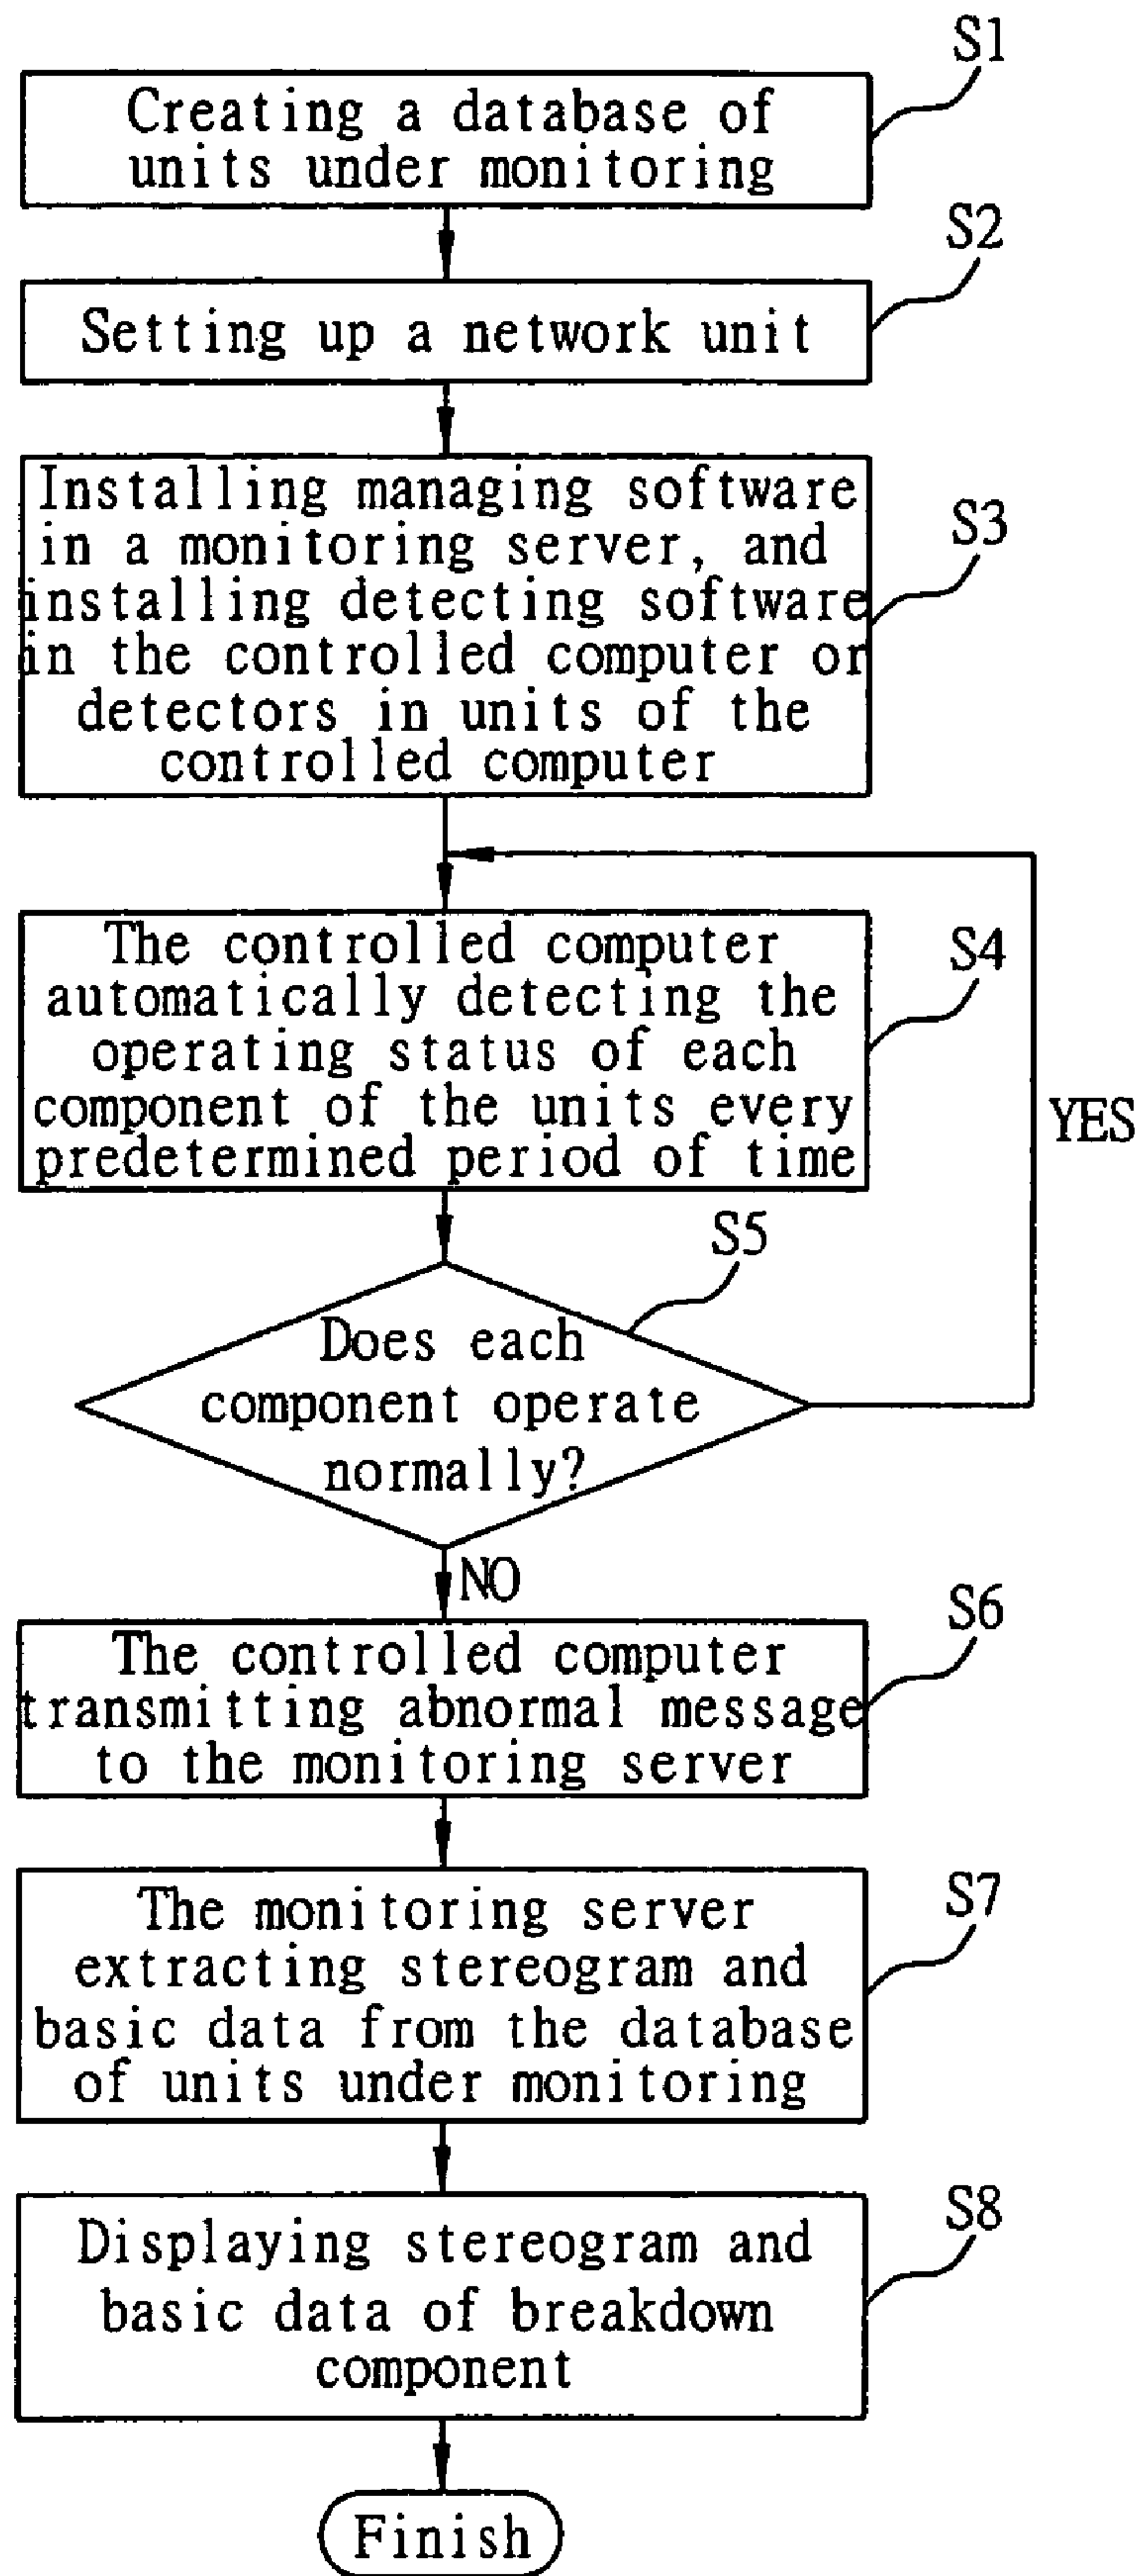 S1
Creating a database of
units under monitoring
S2
Setting up a network unit
Installing managing software
in a monitoring server, and
S3
installing detecting software
in the controlled computer or
detectors in units of the
controlled computer
The controlled computer
S4
automatically detecting the
operating status of each
component of the units every
YES
predetermined period of time
S5
Does each
component operate
normally?
NO
S6
The controlled computer
transmitting abnormal message
to the monitoring server
S7
The monitoring server
extracting stereogram and
basic data from the database
of units under monitoring
S8
Displaying stereogram and
basic data of breakdown
component
Finish